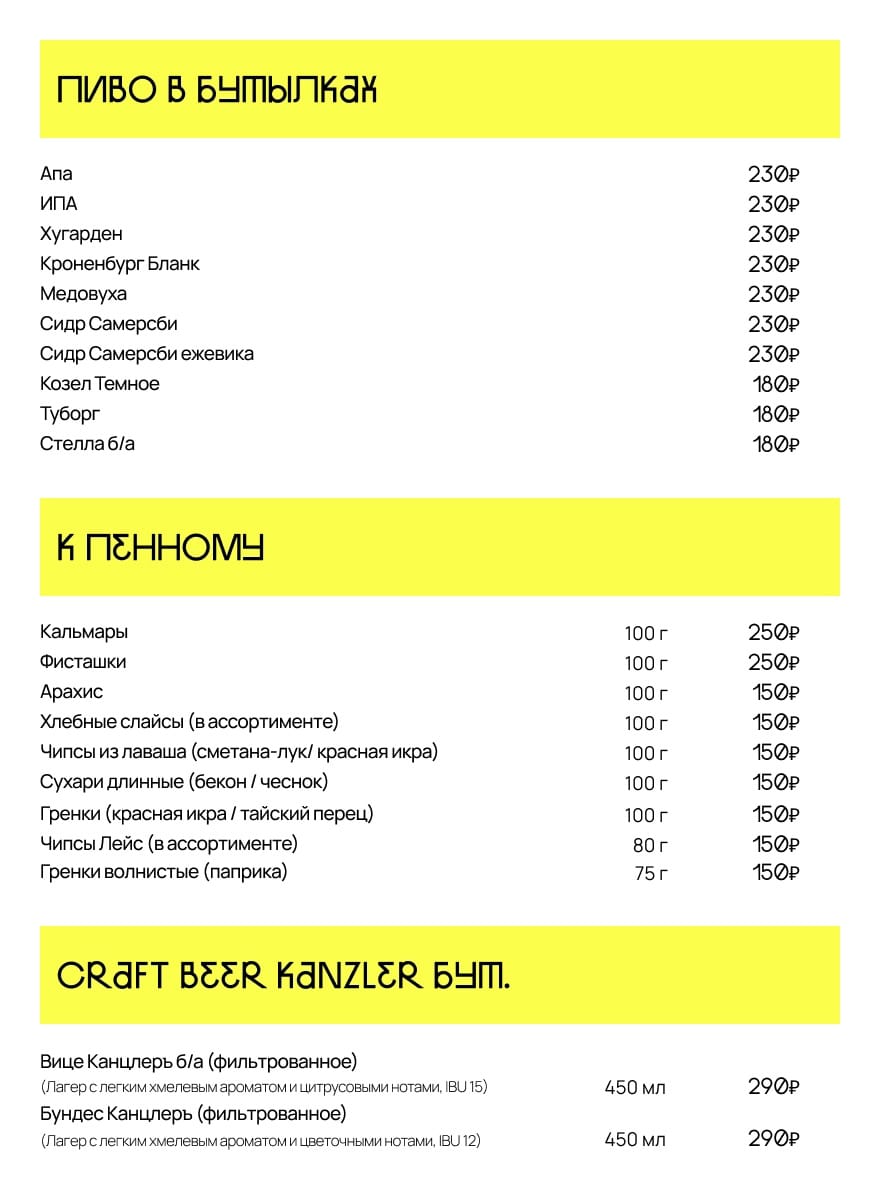 ПИВО В БУТЫЛКАХ
Апа 230₽
ИПА 230₽
Хугарден 230₽
Кроненбург Бланк 230₽
Медовуха 230₽
Сидр Самерсби 230₽
Сидр Самерсби ежевика 230₽
Козел Темное 180₽
Туборг 180₽
Стелла б/а 180₽
К ПЕННОМУ
Кальмары 100 г 250₽
Фисташки 100 г 250₽
Арахис 100 г 150₽
Хлебные слайсы (в ассортименте) 100 г 150₽
Чипсы из лаваша (сметана-лук/ красная икра) 100 г 150₽
Сухари длинные (бекон / чеснок) 100 г 150₽
Гренки (красная икра / тайский перец) 100 г 150₽
Чипсы Лейс (в ассортименте) 80 г 150₽
Гренки волнистые (паприка) 75 г 150₽
CRAFT BEER KANZLER БУТ.
Вице Канцлеръ б/а (фильтрованное)
(Лагер с легким хмелевым ароматом и цитрусовыми нотами, IBU 15) 450 мл 290₽
Бундес Канцлеръ (фильтрованное)
(Лагер с легким хмелевым ароматом и цветочными нотами, IBU 12) 450 мл 290₽